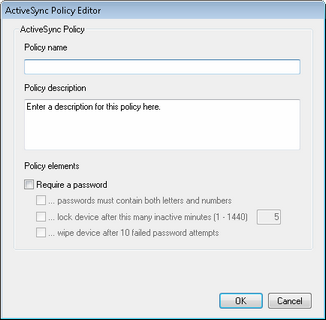 ActiveSync Policy Editor
ActiveSync Policy
Policy name
Policy description
Enter a description for this policy here.
Policy elements
Require a password
... passwords must contain both letters and numbers
... lock device after this many inactive minutes (1 - 1440) 5
... wipe device after 10 failed password attempts
OK Cancel